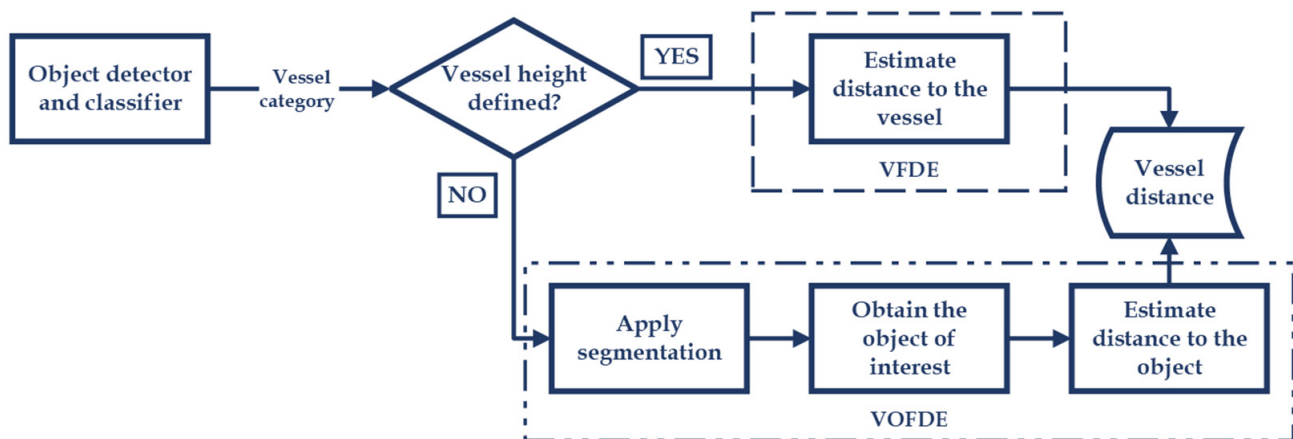 Object detector
and classifier
Vessel
category
Vessel height
defined?
YES
Estimate
distance to the
vessel
VFDE
Vessel
distance
NO
Apply
segmentation
Obtain the
object of
interest
Estimate
distance to the
object
VOFDE